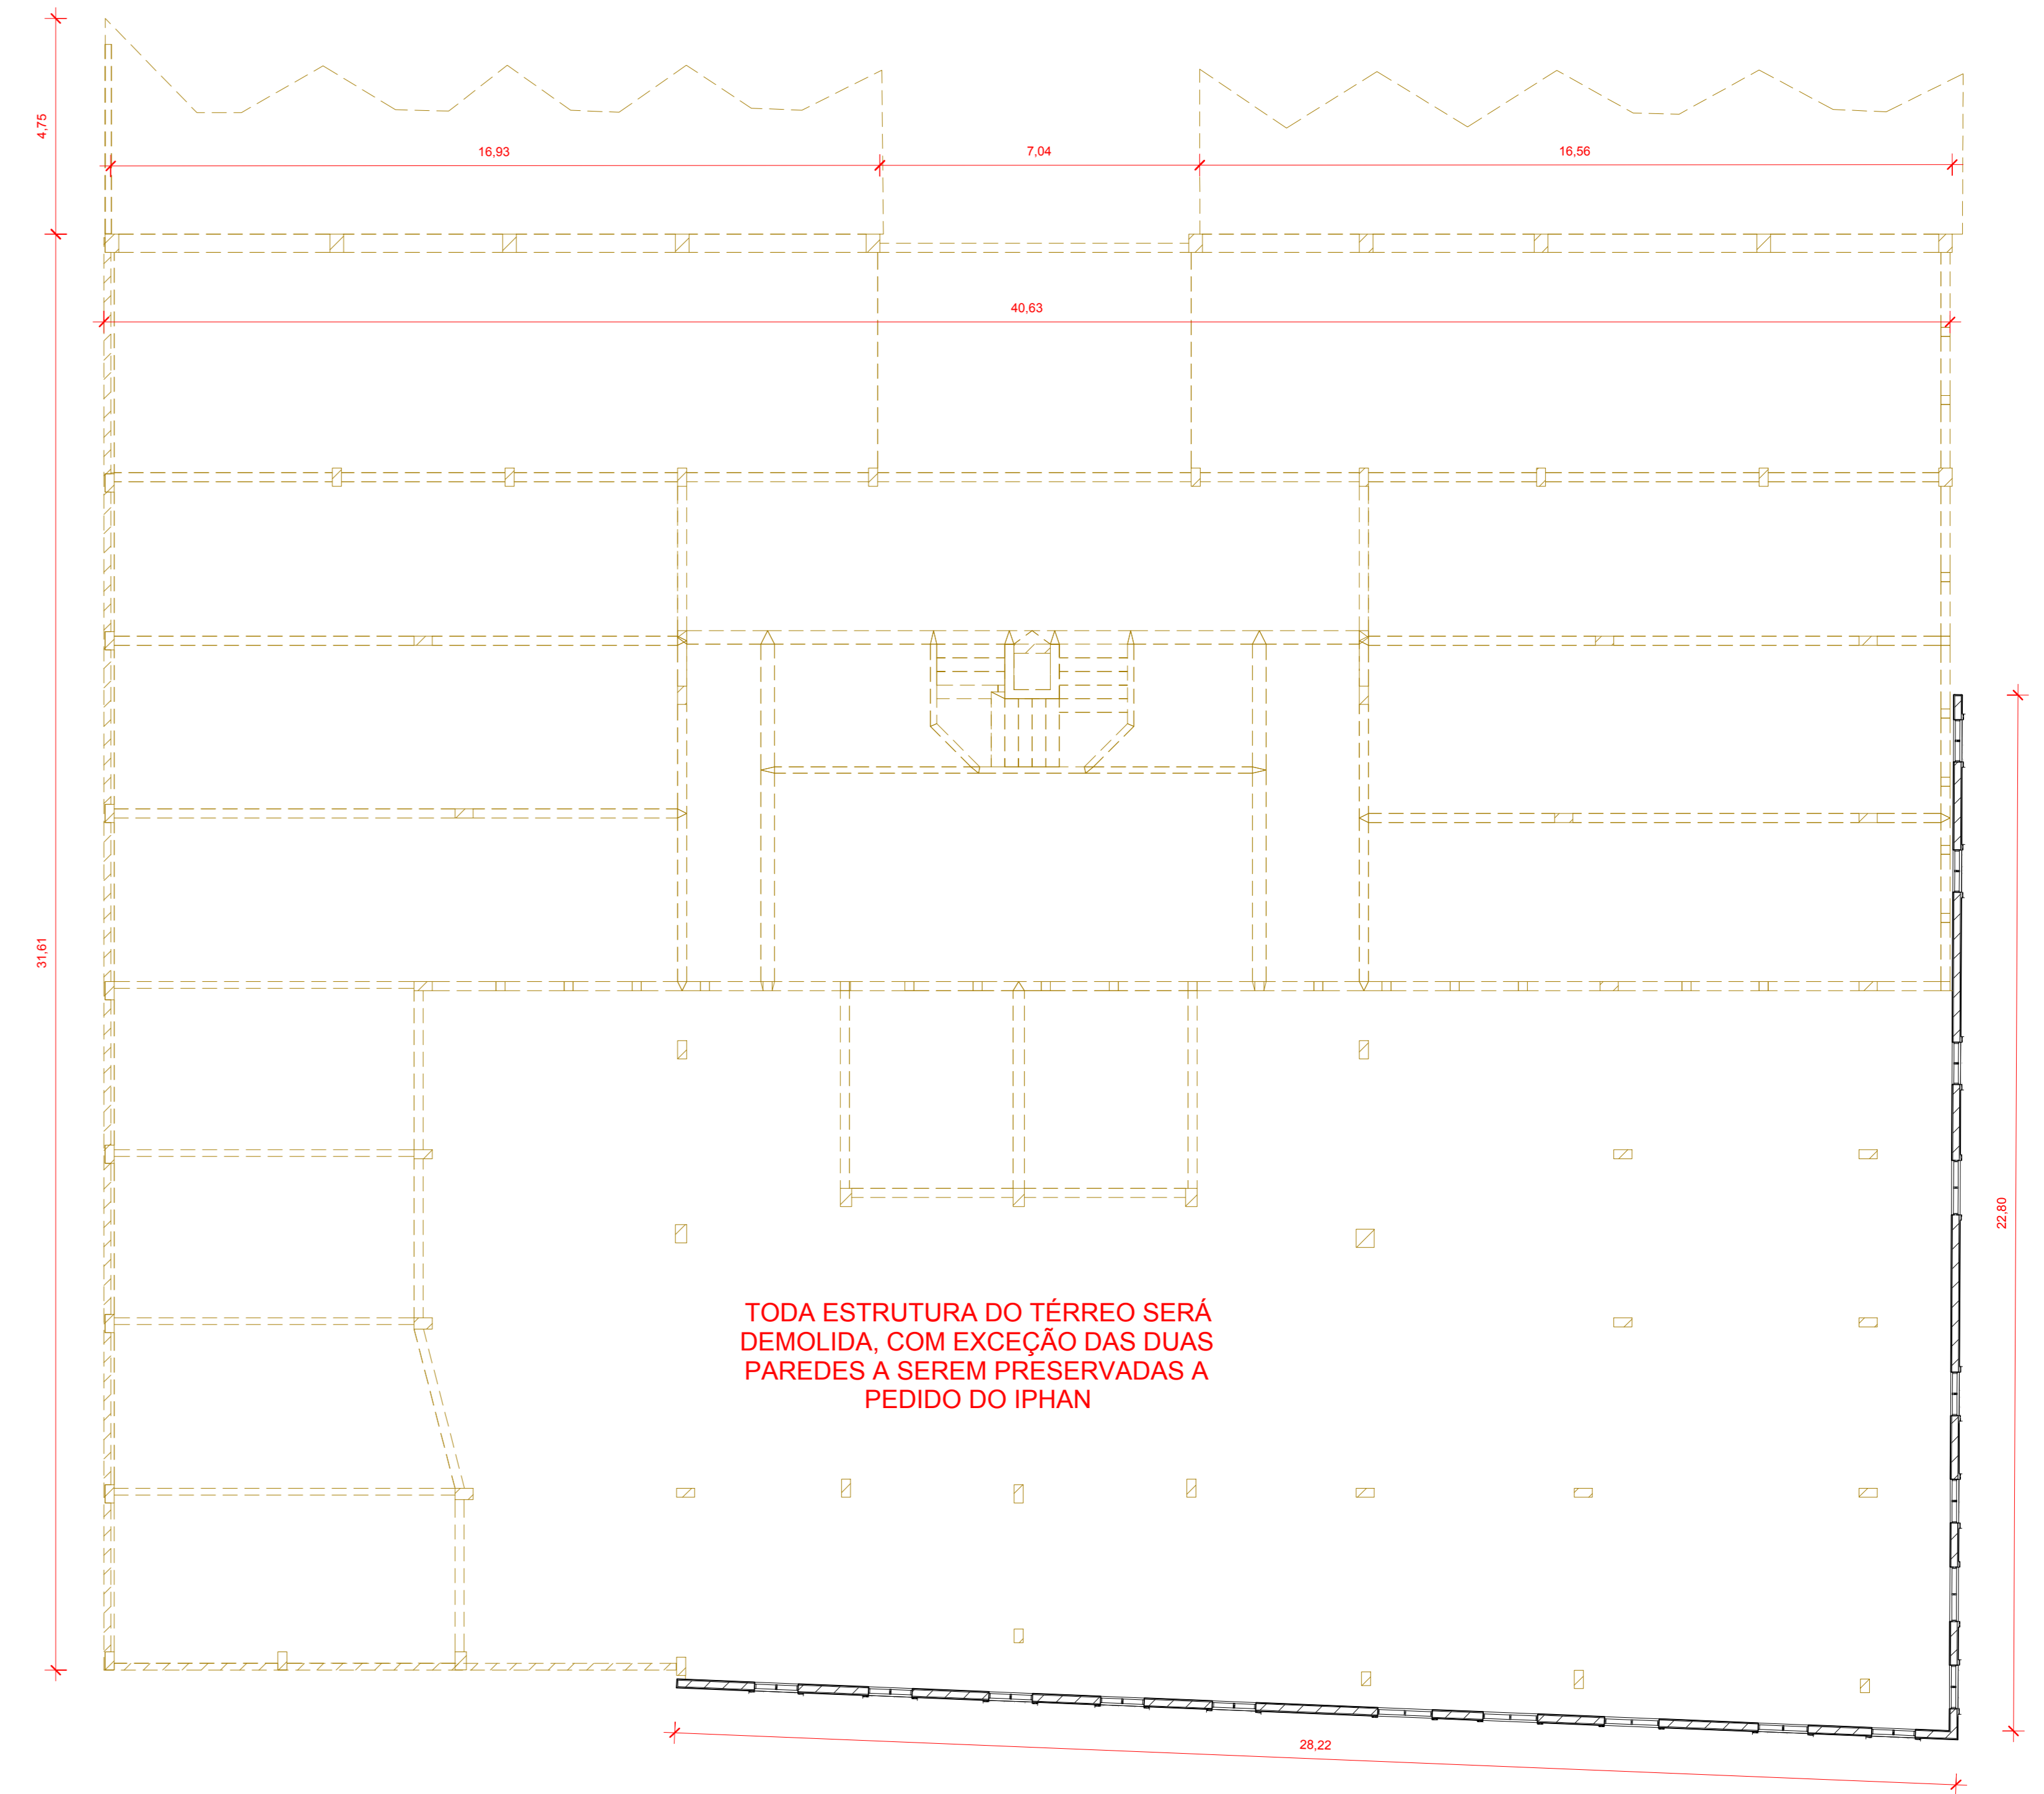 4,75
16,93
7,04
16,56
40,63
31,61
22,80
TODA ESTRUTURA DO TÉRREO SERÁ
DEMOLIDA, COM EXCEÇÃO DAS DUAS
PAREDES A SEREM PRESERVADAS A
PEDIDO DO IPHAN
28,22